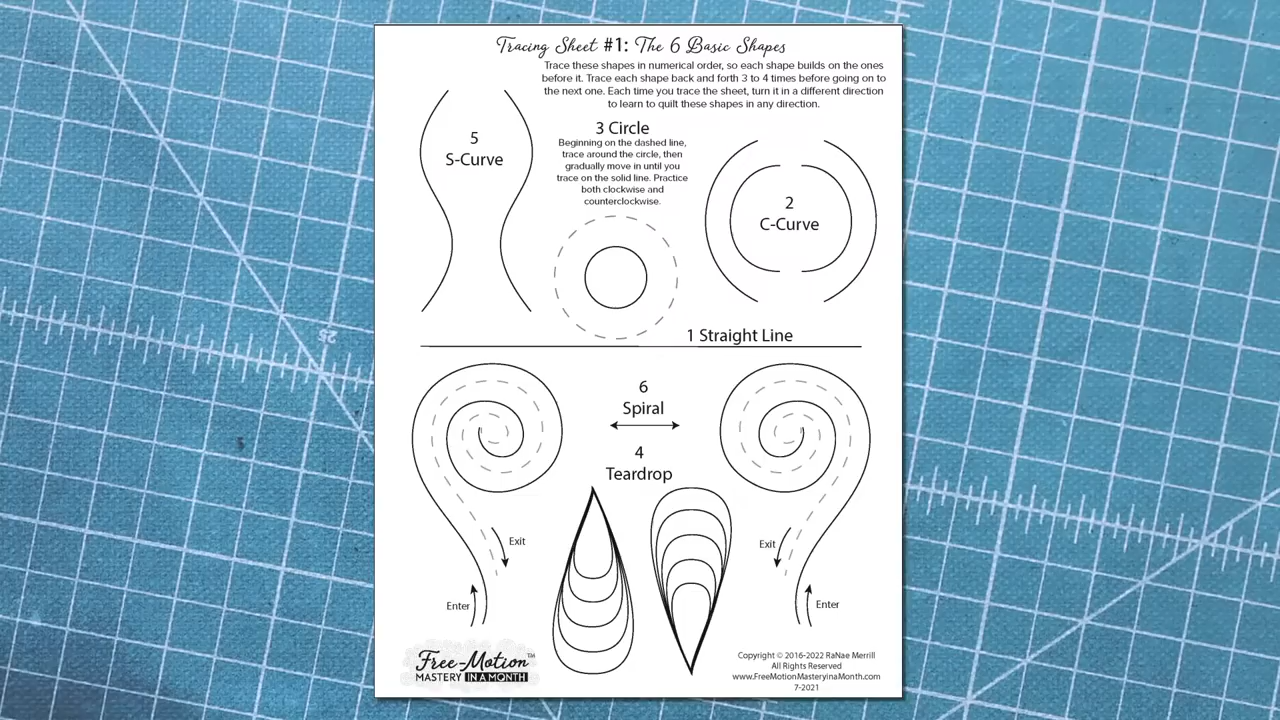 Tracing Sheet #1: The 6 Basic Shapes
Trace these shapes in numerical order, so each shape builds on the ones
before it. Trace each shape back and forth 3 to 4 times before going on to
the next one. Each time you trace the sheet, turn it in a different direction
to learn to quilt these shapes in any direction.
5
S-Curve
3 Circle
Beginning on the dashed line,
trace around the circle, then
gradually move in until you
trace on the solid line. Practice
both clockwise and
counterclockwise.
2
C-Curve
1 Straight Line
6
Spiral
4
Teardrop
Exit
Enter
Exit
Enter
Free-Motion™
MASTERY IN A MONTH
Copyright © 2016-2022 RaNae Merrill
All Rights Reserved
www.FreeMotionMasteryinaMonth.com
7-2021
25